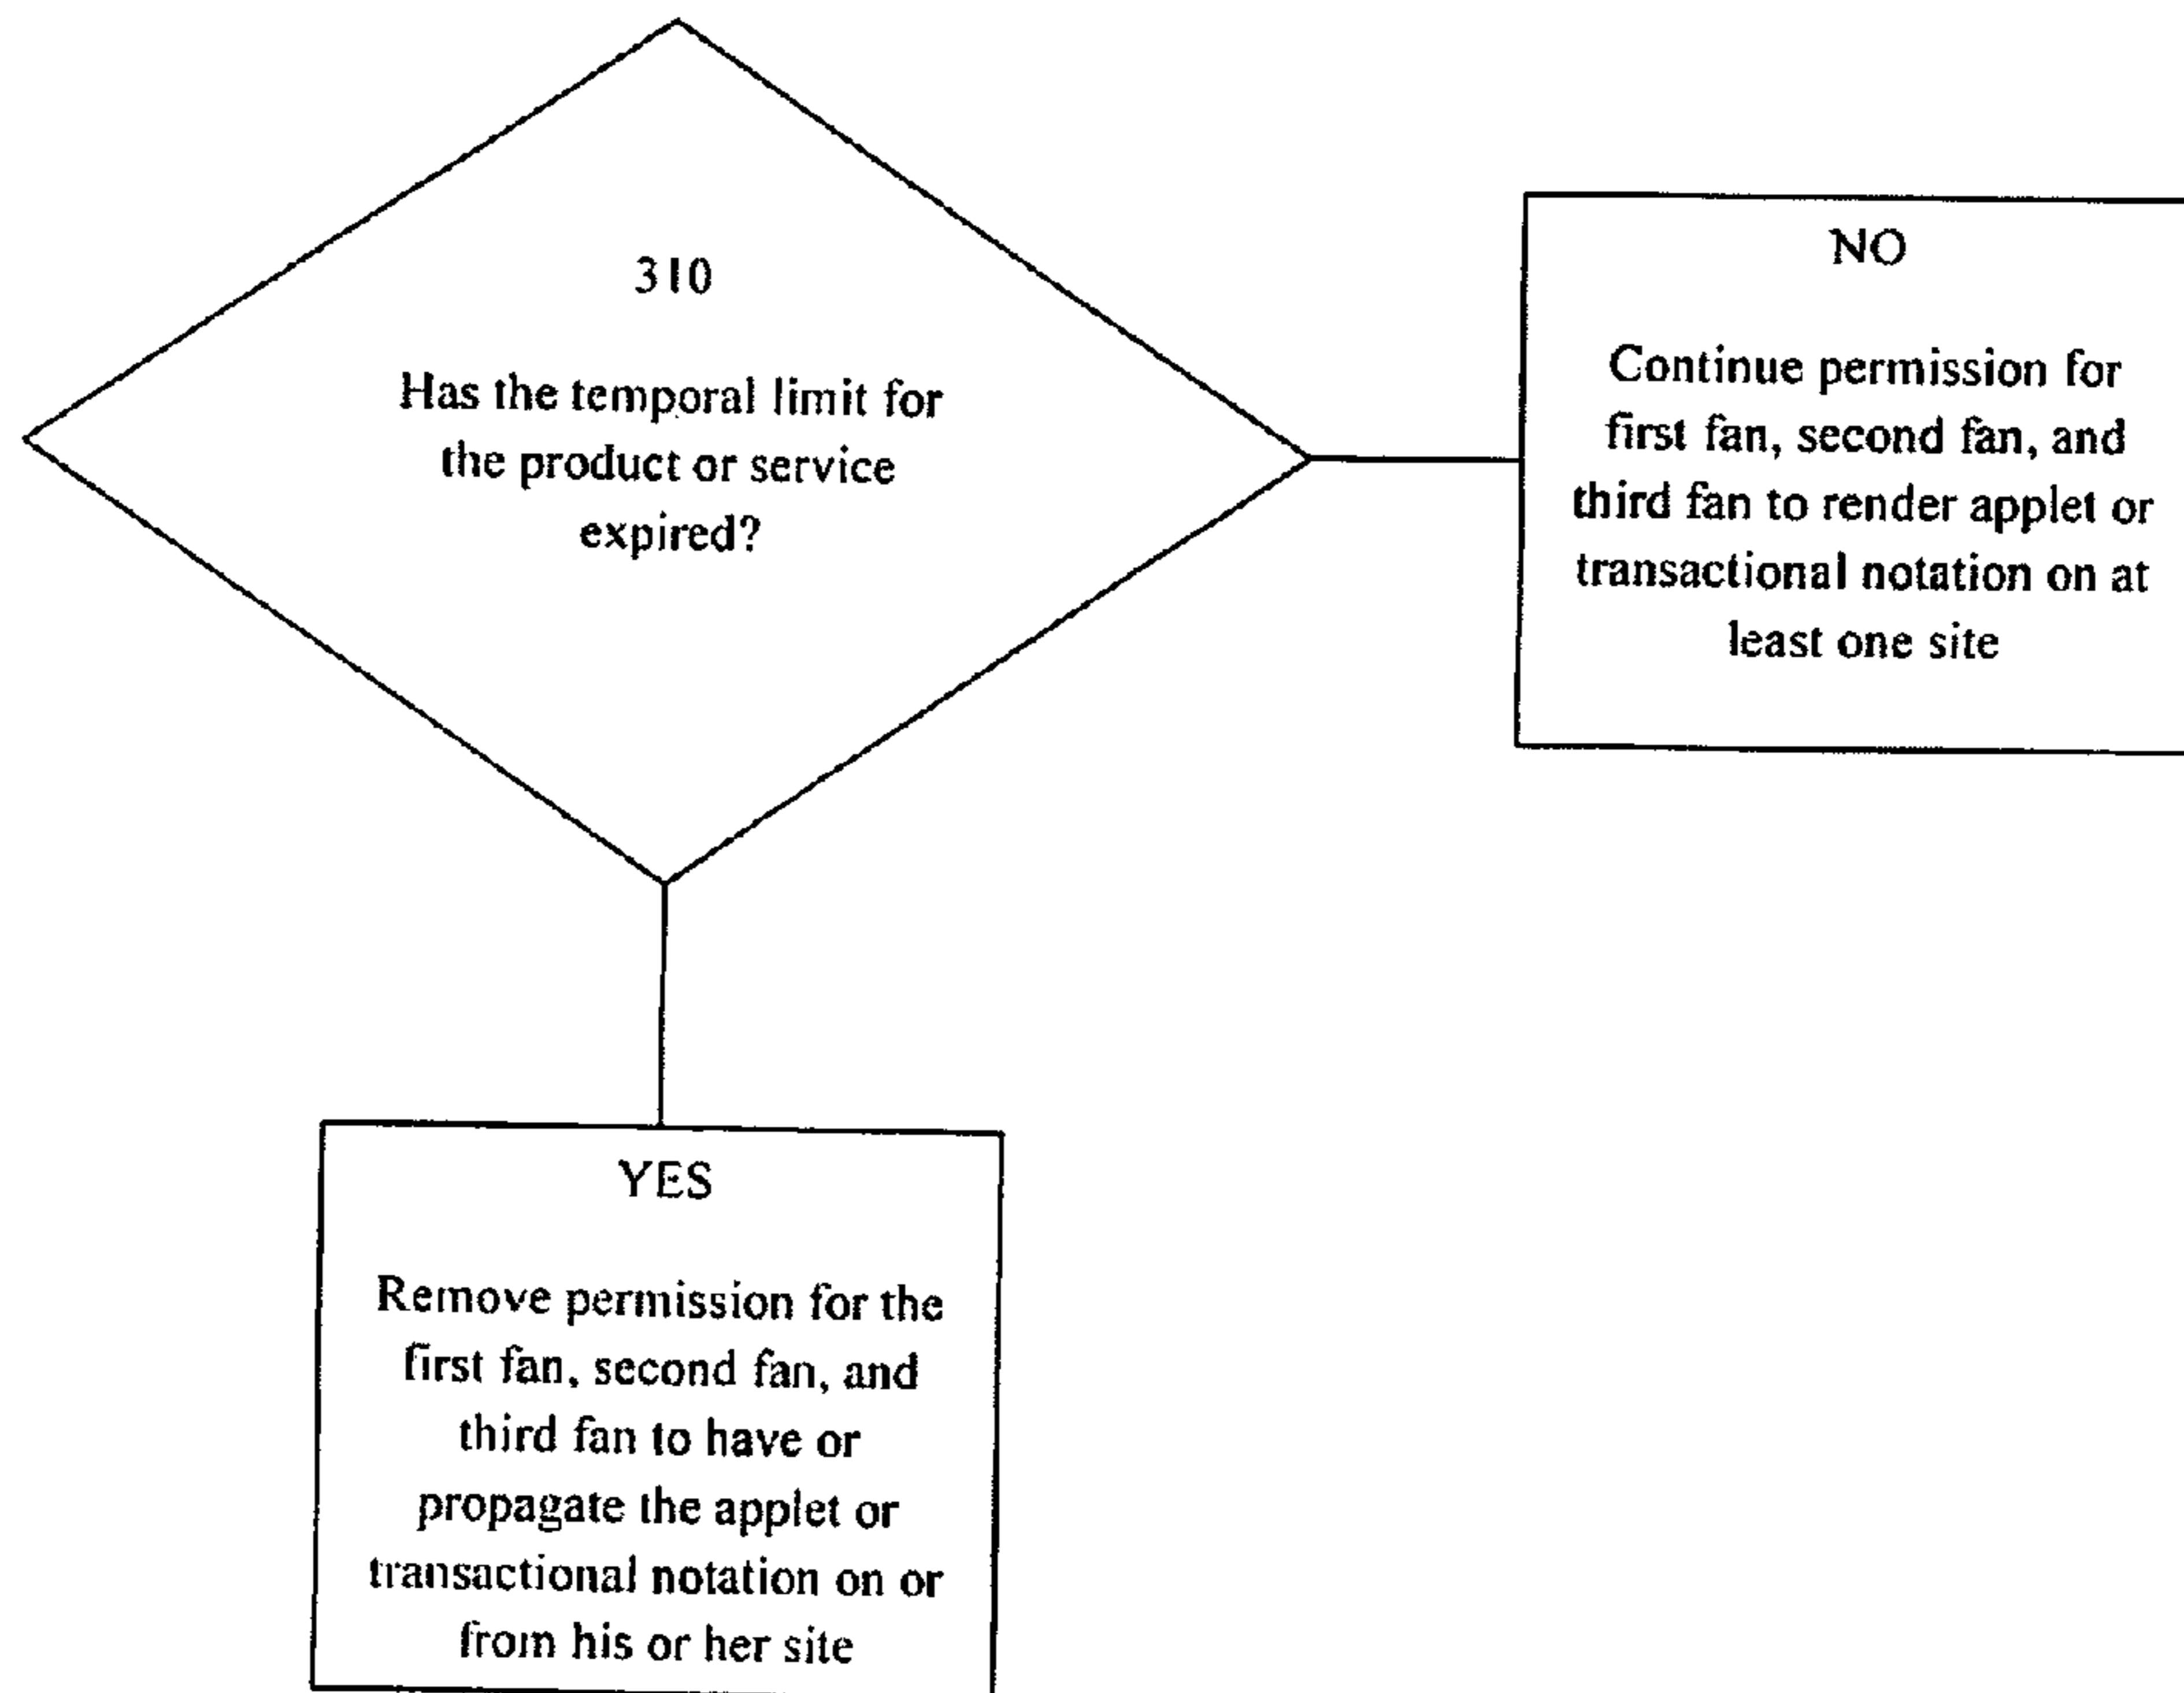 310
Has the temporal limit for
the product or service
expired?
NO
Continue permission for
first fan, second fan, and
third fan to render applet or
transactional notation on at
least one site
YES
Remove permission for the
first fan, second fan, and
third fan to have or
propagate the applet or
transactional notation on or
from his or her site